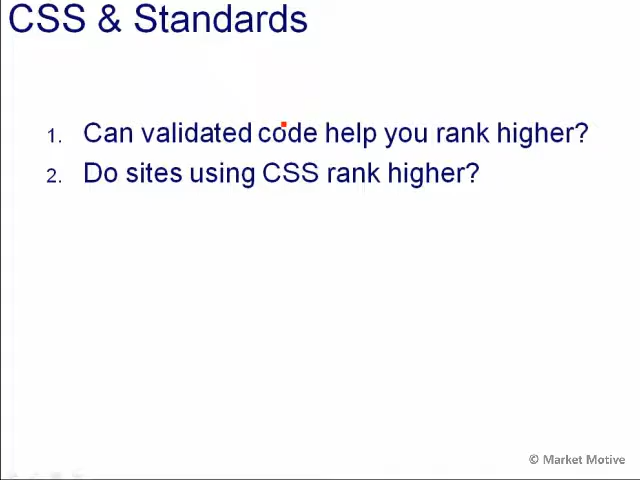 CSS & Standards
1. Can validated code help you rank higher?
2. Do sites using CSS rank higher?
© Market Motive